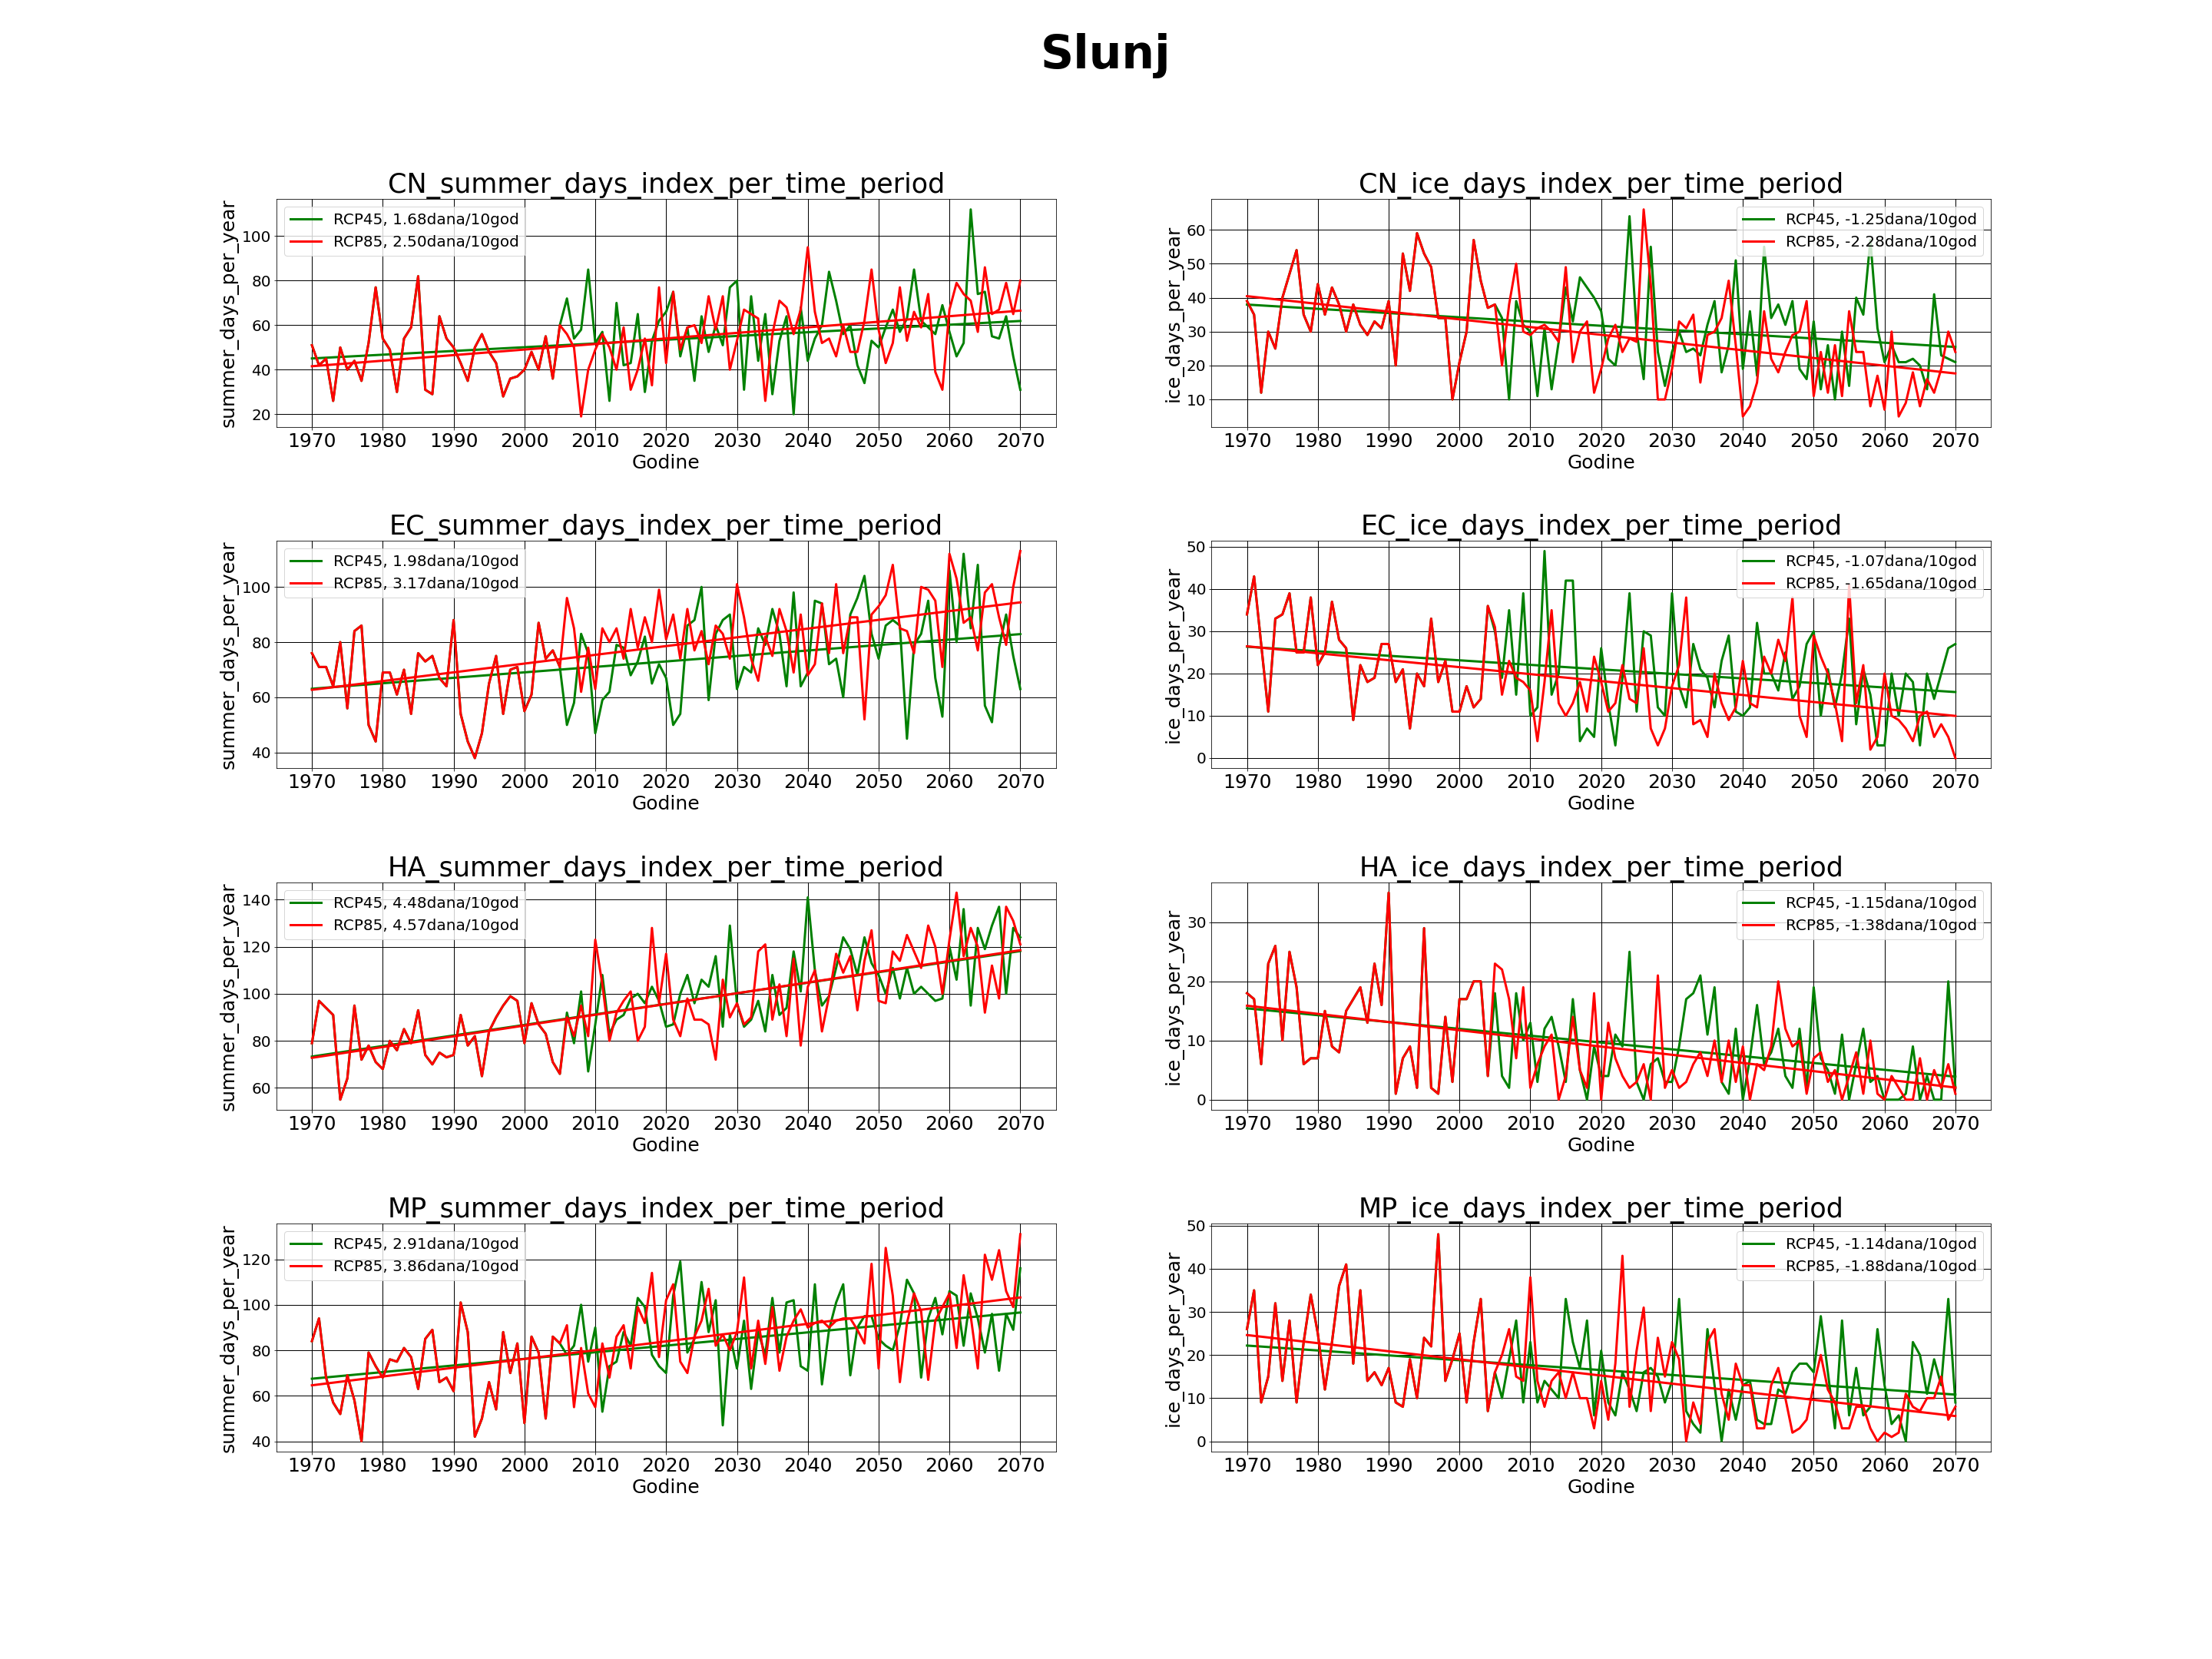 Slunj
CN_summer_days_index_per_time_period
summer_days_per_year
RCP45, 1.68dana/10god
RCP85, 2.50dana/10god
100
80
60
40
20
1970 1980 1990 2000 2010 2020 2030 2040 2050 2060 2070
Godine
CN_ice_days_index_per_time_period
ice_days_per_year
RCP45, -1.25dana/10god
RCP85, -2.28dana/10god
60
50
40
30
20
10
1970 1980 1990 2000 2010 2020 2030 2040 2050 2060 2070
Godine
EC_summer_days_index_per_time_period
summer_days_per_year
RCP45, 1.98dana/10god
RCP85, 3.17dana/10god
100
80
60
40
1970 1980 1990 2000 2010 2020 2030 2040 2050 2060 2070
Godine
EC_ice_days_index_per_time_period
ice_days_per_year
RCP45, -1.07dana/10god
RCP85, -1.65dana/10god
50
40
30
20
10
0
1970 1980 1990 2000 2010 2020 2030 2040 2050 2060 2070
Godine
HA_summer_days_index_per_time_period
summer_days_per_year
RCP45, 4.48dana/10god
RCP85, 4.57dana/10god
140
120
100
80
60
1970 1980 1990 2000 2010 2020 2030 2040 2050 2060 2070
Godine
HA_ice_days_index_per_time_period
ice_days_per_year
RCP45, -1.15dana/10god
RCP85, -1.38dana/10god
30
20
10
0
1970 1980 1990 2000 2010 2020 2030 2040 2050 2060 2070
Godine
MP_summer_days_index_per_time_period
summer_days_per_year
RCP45, 2.91dana/10god
RCP85, 3.86dana/10god
120
100
80
60
40
1970 1980 1990 2000 2010 2020 2030 2040 2050 2060 2070
Godine
MP_ice_days_index_per_time_period
ice_days_per_year
RCP45, -1.14dana/10god
RCP85, -1.88dana/10god
50
40
30
20
10
0
1970 1980 1990 2000 2010 2020 2030 2040 2050 2060 2070
Godine